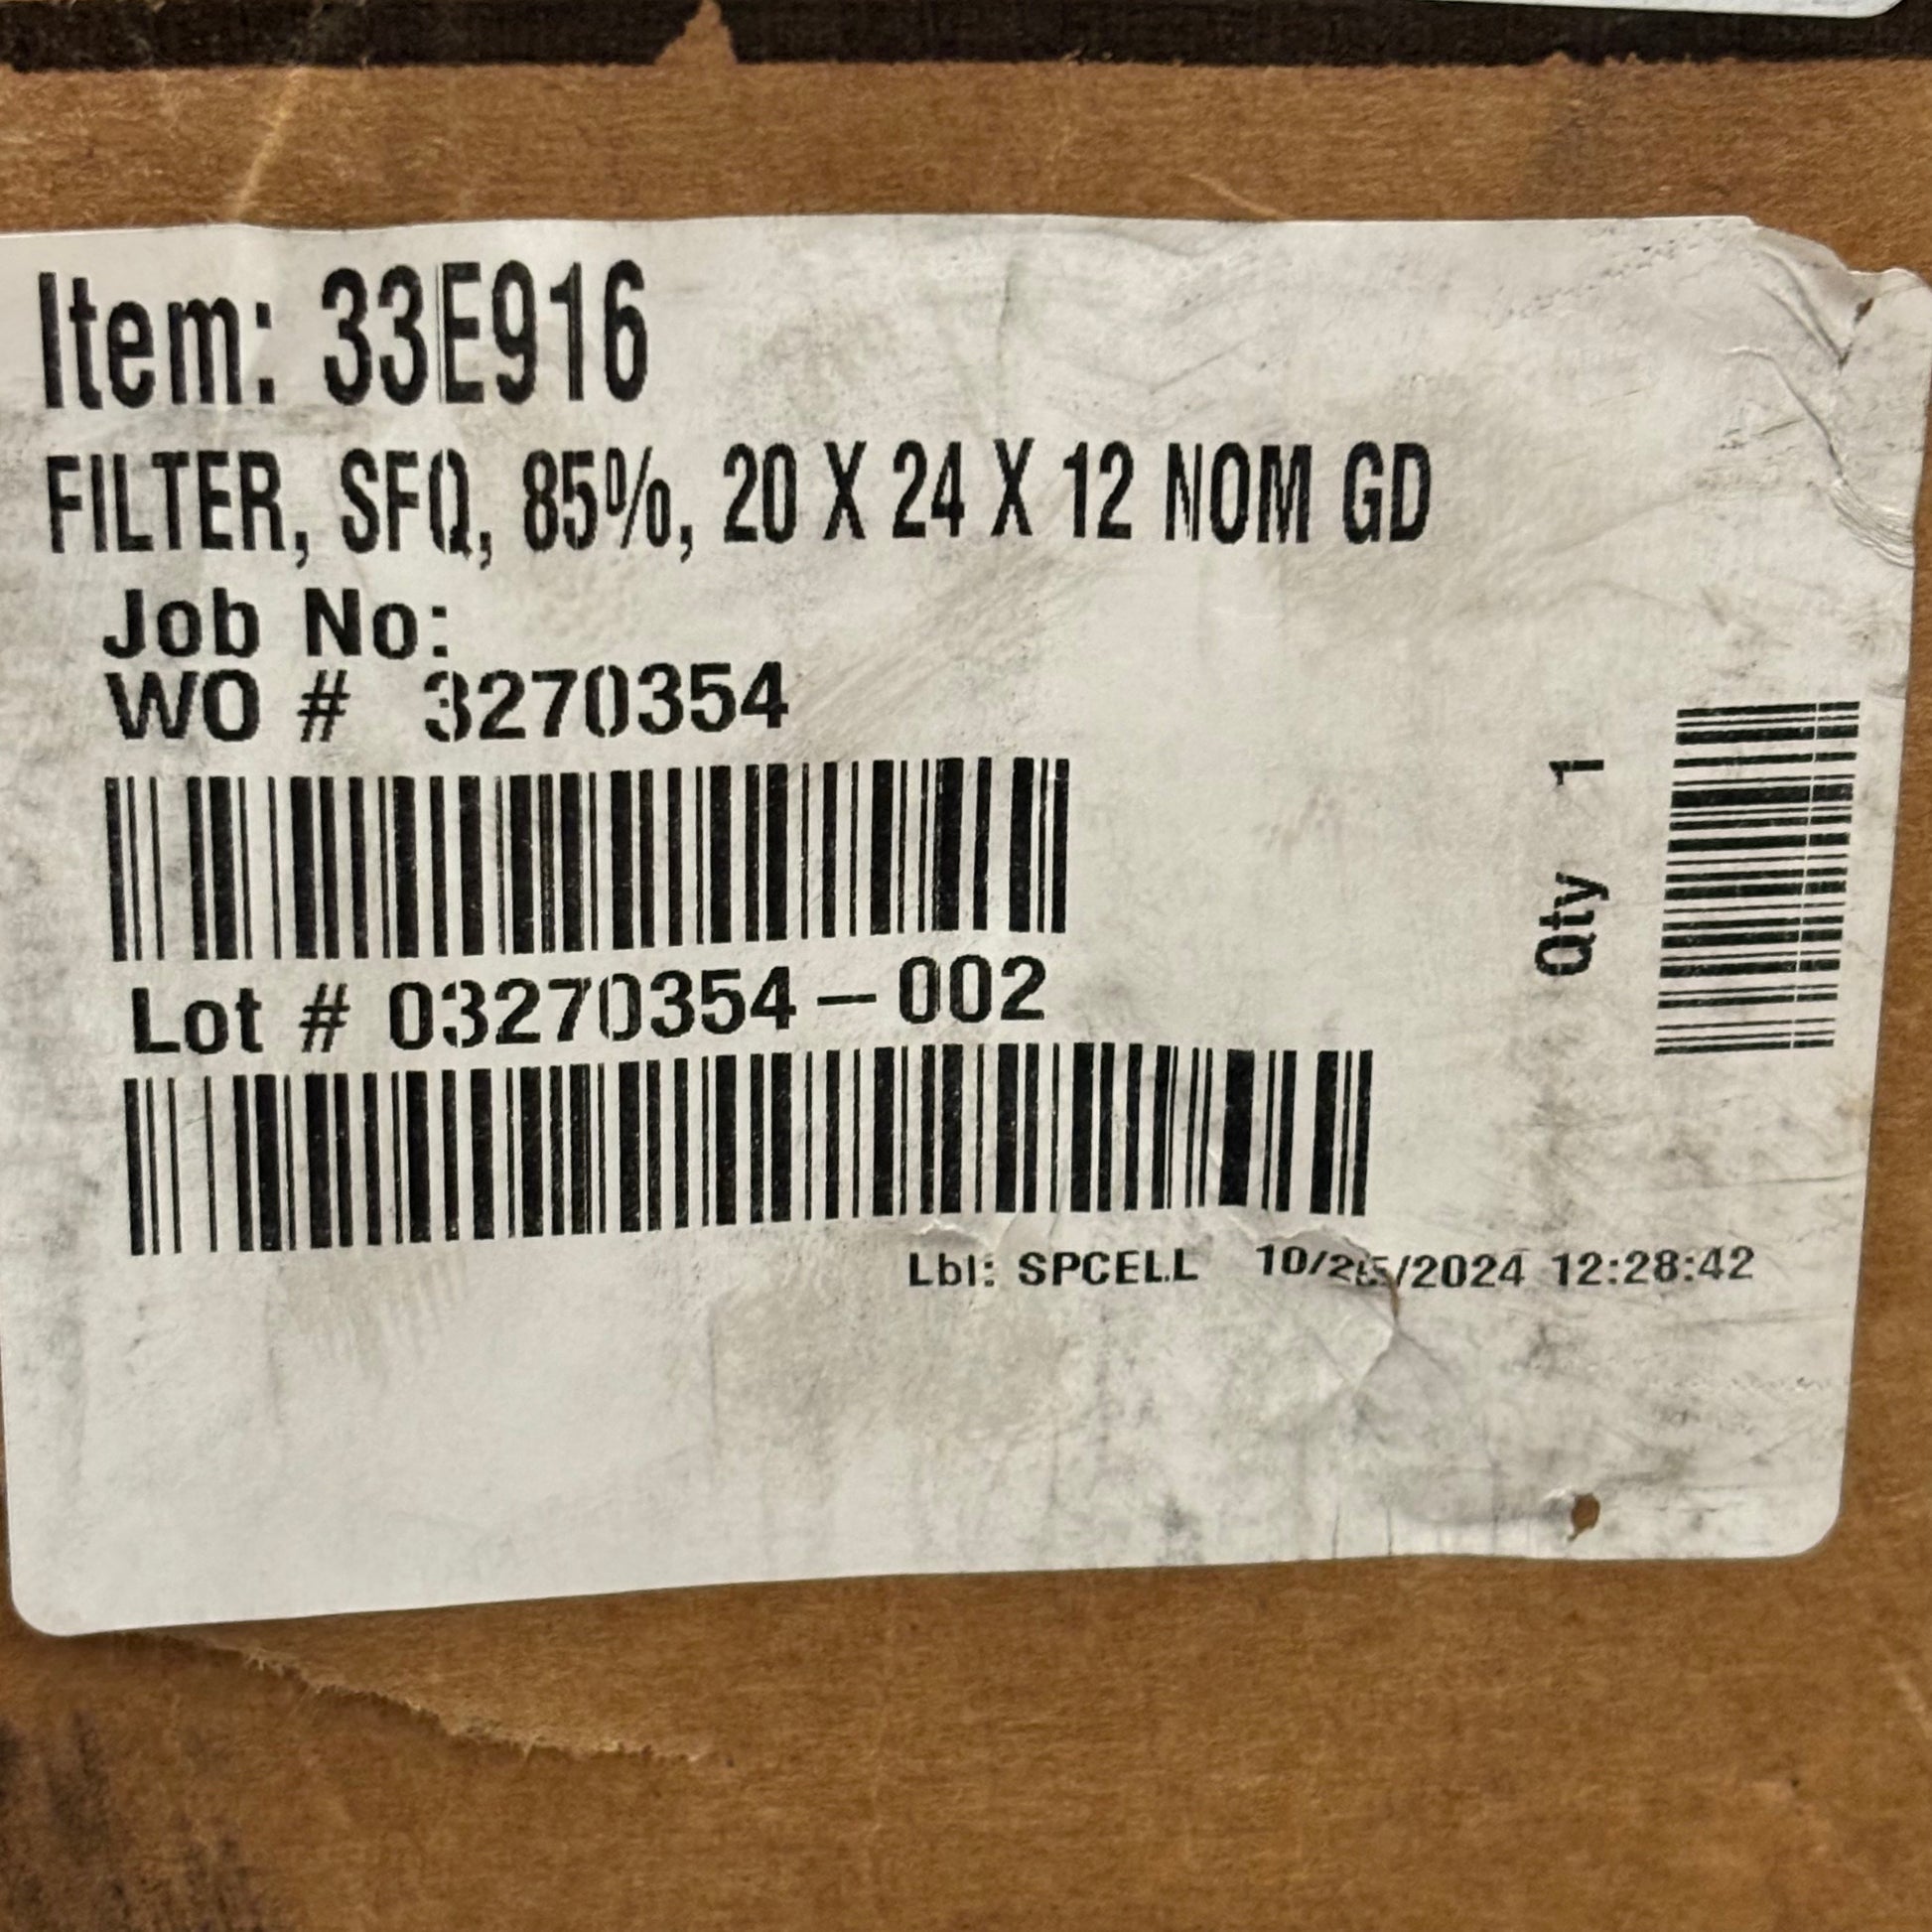 Item: 33E916
FILTER, SFQ, 85%, 20 X 24 X 12 NOM GD
Job No:
WO # 3270354
Lot # 03270354-002
Qty 1
Lbl: SPCELL 12:28:42